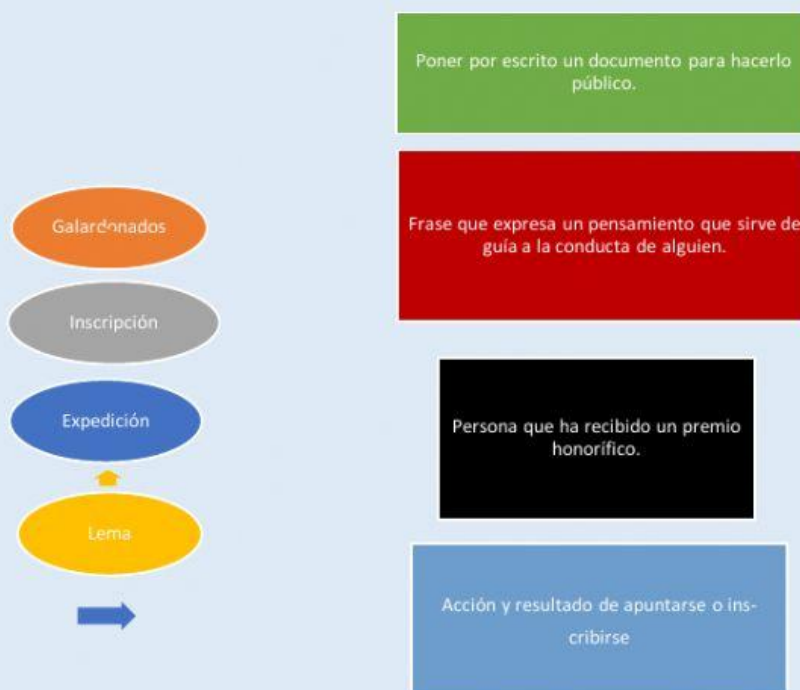 Galardonados
Inscripción
Expedición
Lema
Poner por escrito un documento para hacerlo
público.
Frase que expresa un pensamiento que sirve de
guía a la conducta de alguien.
Persona que ha recibido un premio
honorífico.
Acción y resultado de apuntarse o ins-
cribirse